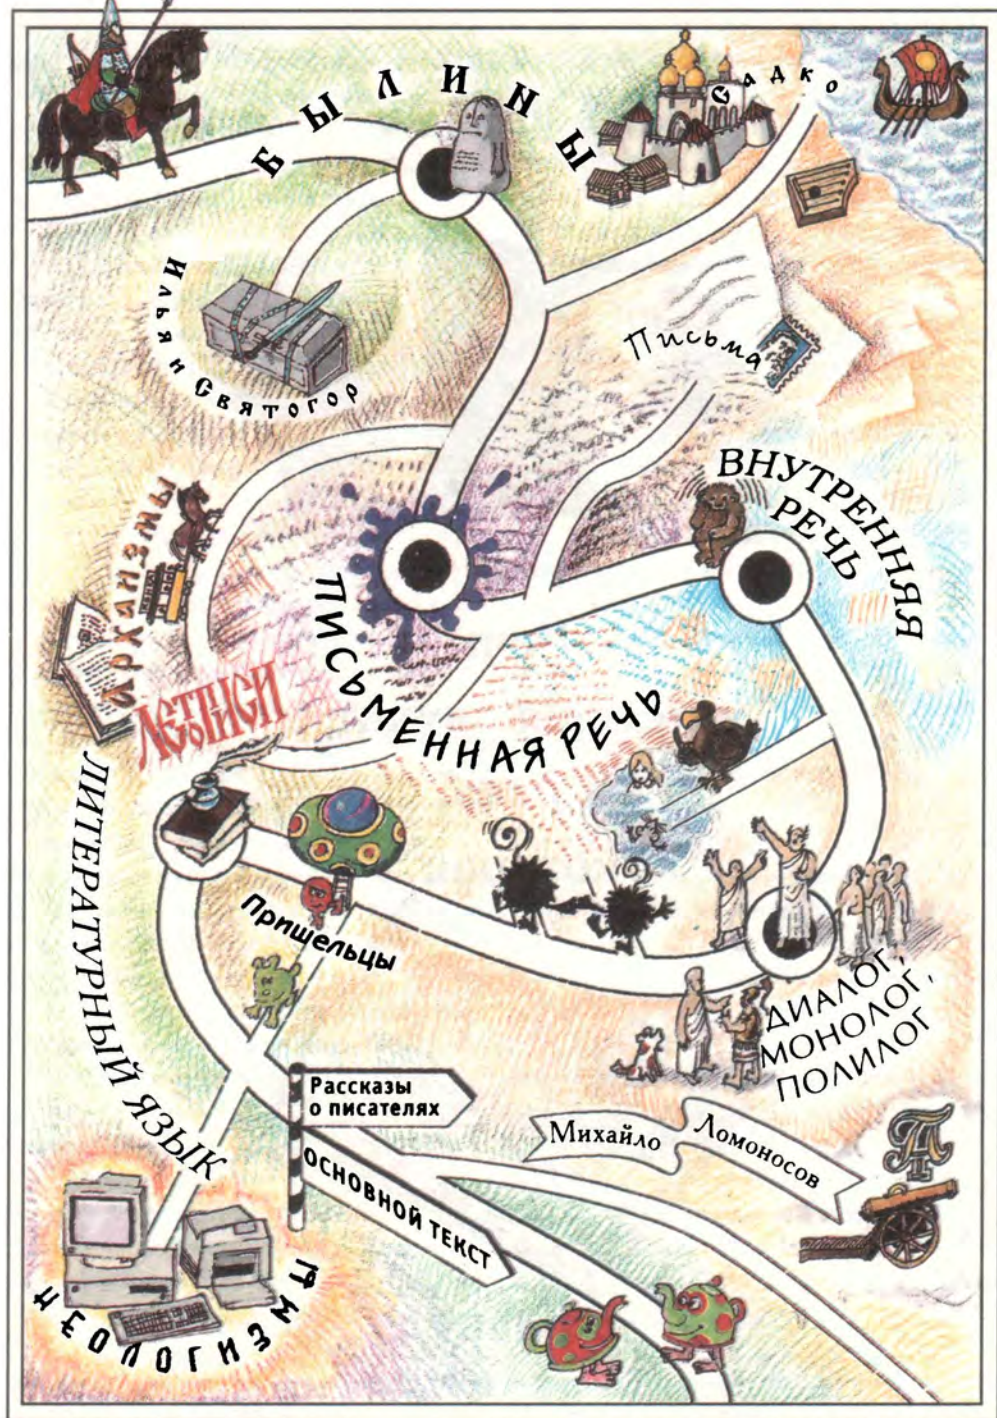 БЫЛИНЫ
Садко
Илья и
Святогор
Письма
ВНУТРЕННЯЯ
РЕЧЬ
Архаизмы
ПИСЬМЕННАЯ РЕЧЬ
ЛЕТОПИСИ
ЛИТЕРАТУРНЫЙ ЯЗЫК
Пришельцы
ДИАЛОГ,
МОНОЛОГ,
ПОЛИЛОГ
Рассказы
о писателях
Михайло Ломоносов
ОСНОВНОЙ ТЕКСТ
НЕОЛОГИЗМЫ